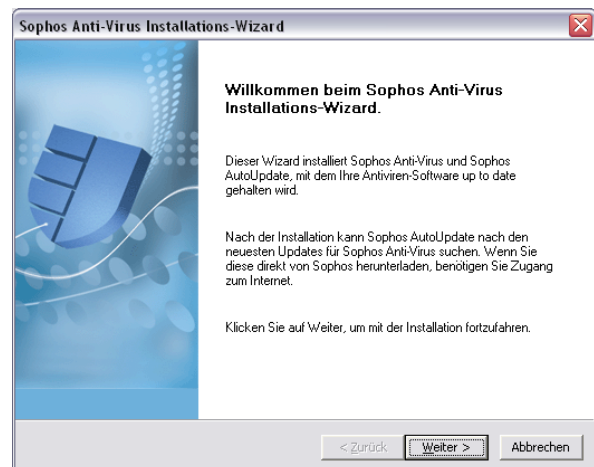 Sophos Anti-Virus Installations-Wizard
Willkommen beim Sophos Anti-Virus
Installations-Wizard.
Dieser Wizard installiert Sophos Anti-Virus und Sophos
AutoUpdate, mit dem Ihre Antiviren-Software up to date
gehalten wird.
Nach der Installation kann Sophos AutoUpdate nach den
neuesten Updates für Sophos Anti-Virus suchen. Wenn Sie
diese direkt von Sophos herunterladen, benötigen Sie Zugang
zum Internet.
Klicken Sie auf Weiter, um mit der Installation fortzufahren.
< Zurück Weiter > Abbrechen